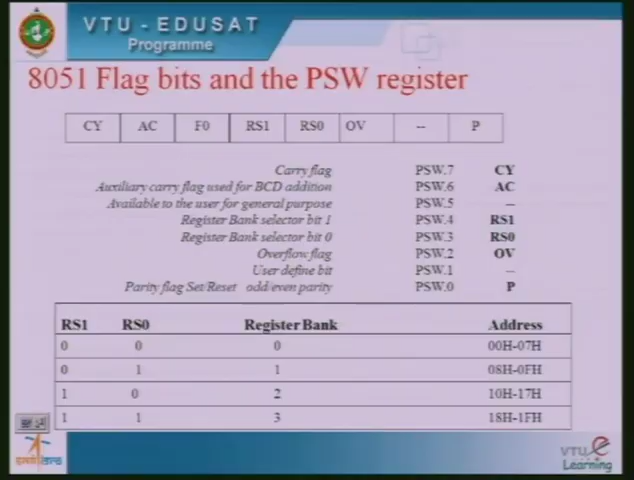 VTU - EDUSAT
Programme
8051 Flag bits and the PSW register
CY AC F0 RS1 RS0 OV -- P
Carry flag PSW.7 CY
Auxiliary carry flag used for BCD addition PSW.6 AC
Available to the user for general purpose PSW.5 --
Register Bank selector bit 1 PSW.4 RS1
Register Bank selector bit 0 PSW.3 RS0
Overflow flag PSW.2 OV
User define bit PSW.1 --
Parity flag Set/Reset odd/even parity PSW.0 P
RS1 RS0 Register Bank Address
0 0 0 00H-07H
0 1 1 08H-0FH
1 0 2 10H-17H
1 1 3 18H-1FH
VTU e
Learning